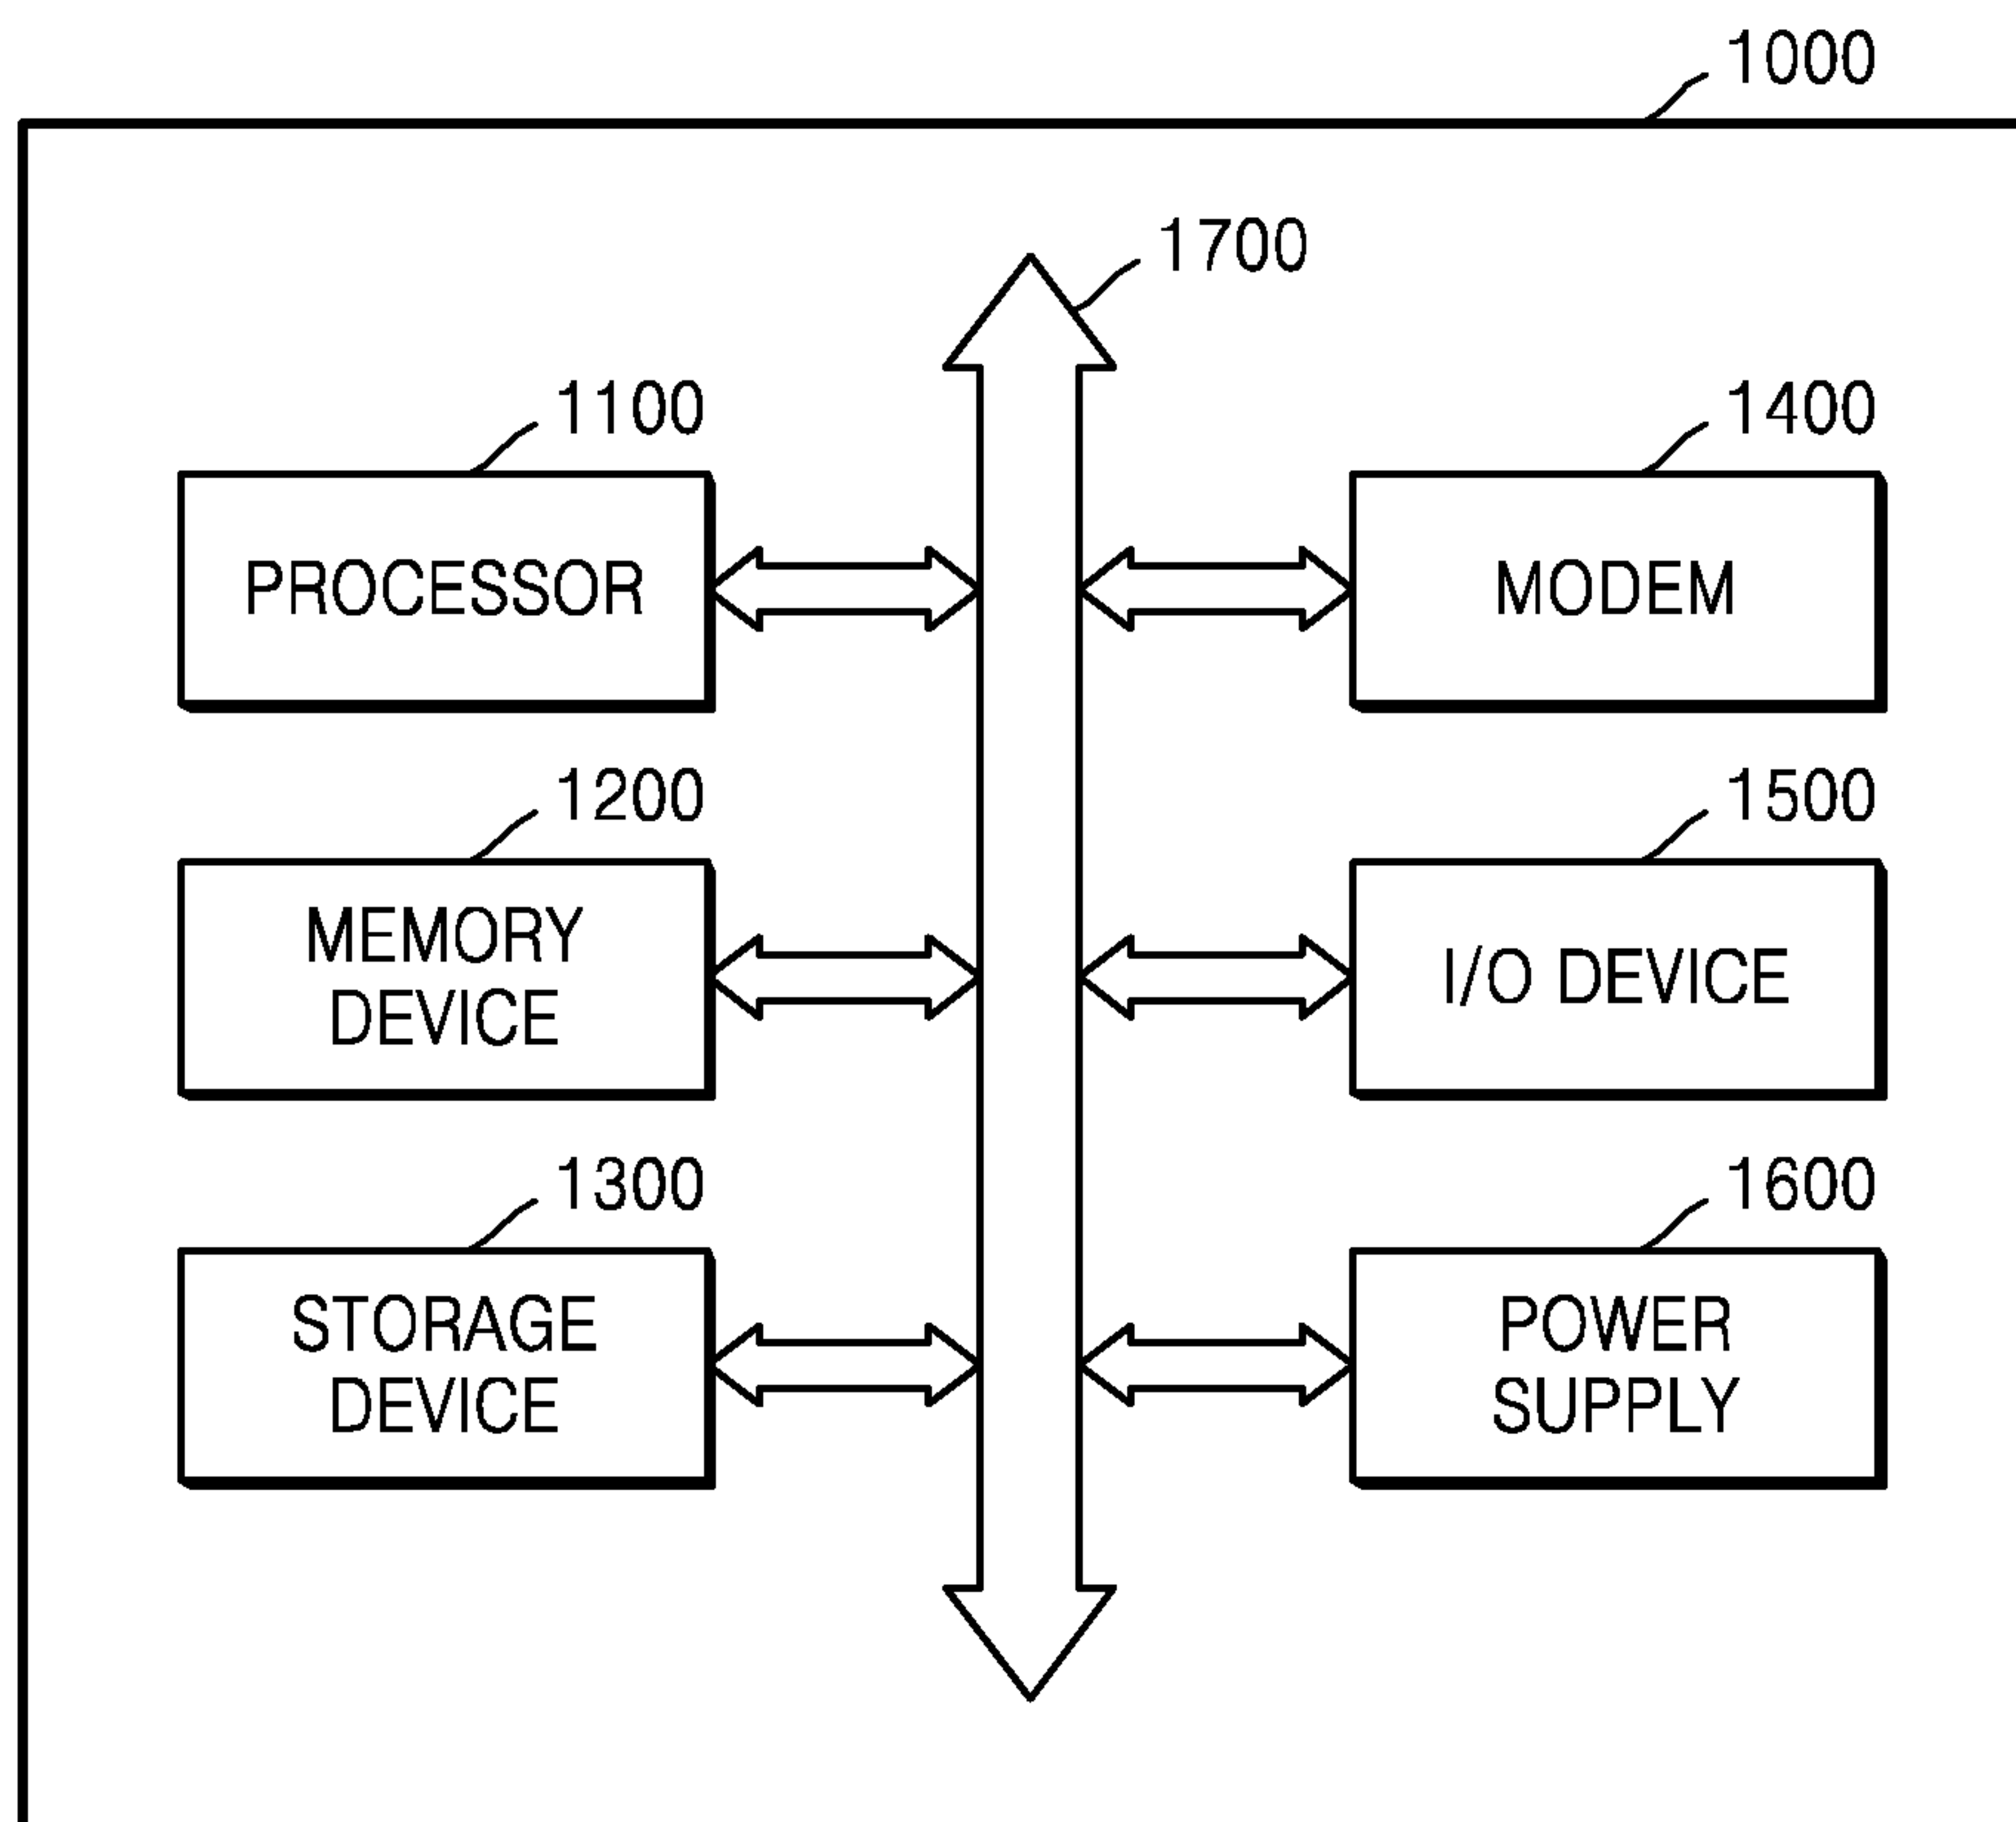 1000
1700
1100
PROCESSOR
1400
MODEM
1200
MEMORY
DEVICE
1500
I/O DEVICE
1300
STORAGE
DEVICE
1600
POWER
SUPPLY